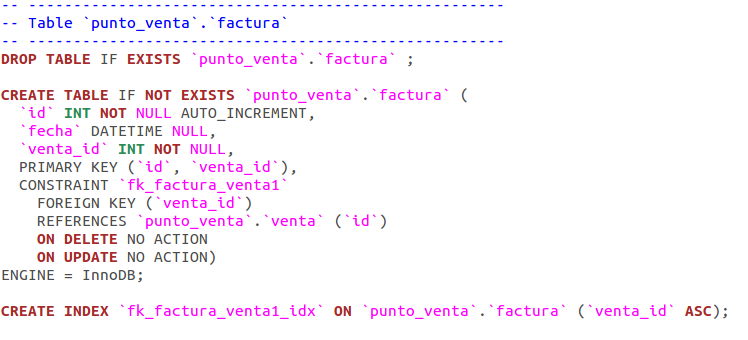 -- -----------------------------------------------------
-- Table `punto_venta`.`factura`
-- -----------------------------------------------------
DROP TABLE IF EXISTS `punto_venta`.`factura` ;

CREATE TABLE IF NOT EXISTS `punto_venta`.`factura` (
  `id` INT NOT NULL AUTO_INCREMENT,
  `fecha` DATETIME NULL,
  `venta_id` INT NOT NULL,
  PRIMARY KEY (`id`, `venta_id`),
  CONSTRAINT `fk_factura_venta1`
    FOREIGN KEY (`venta_id`)
    REFERENCES `punto_venta`.`venta` (`id`)
    ON DELETE NO ACTION
    ON UPDATE NO ACTION)
ENGINE = InnoDB;

CREATE INDEX `fk_factura_venta1_idx` ON `punto_venta`.`factura` (`venta_id` ASC);